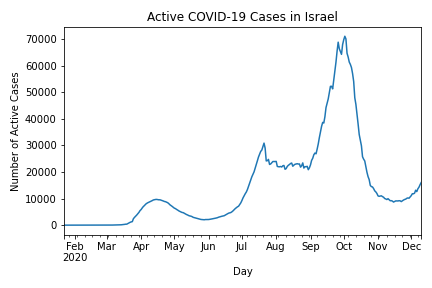 Active COVID-19 Cases in Israel
Number of Active Cases
70000
60000
50000
40000
30000
20000
10000
0
Feb Mar Apr May Jun Jul Aug Sep Oct Nov Dec
2020
Day